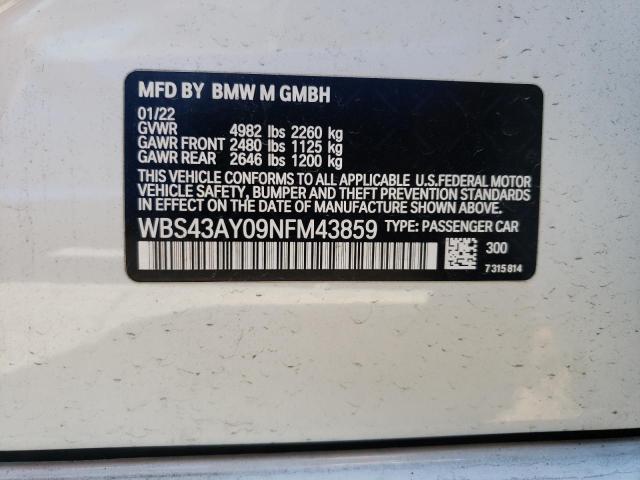 MFD BY BMW M GMBH
01/22
GVWR 4982 lbs 2260 kg
GAWR FRONT 2480 lbs 1125 kg
GAWR REAR 2646 lbs 1200 kg
THIS VEHICLE CONFORMS TO ALL APPLICABLE U.S.FEDERAL MOTOR
VEHICLE SAFETY, BUMPER AND THEFT PREVENTION STANDARDS
IN EFFECT ON THE DATE OF MANUFACTURE SHOWN ABOVE.
WBS43AY09NFM43859 TYPE: PASSENGER CAR
300
7315814